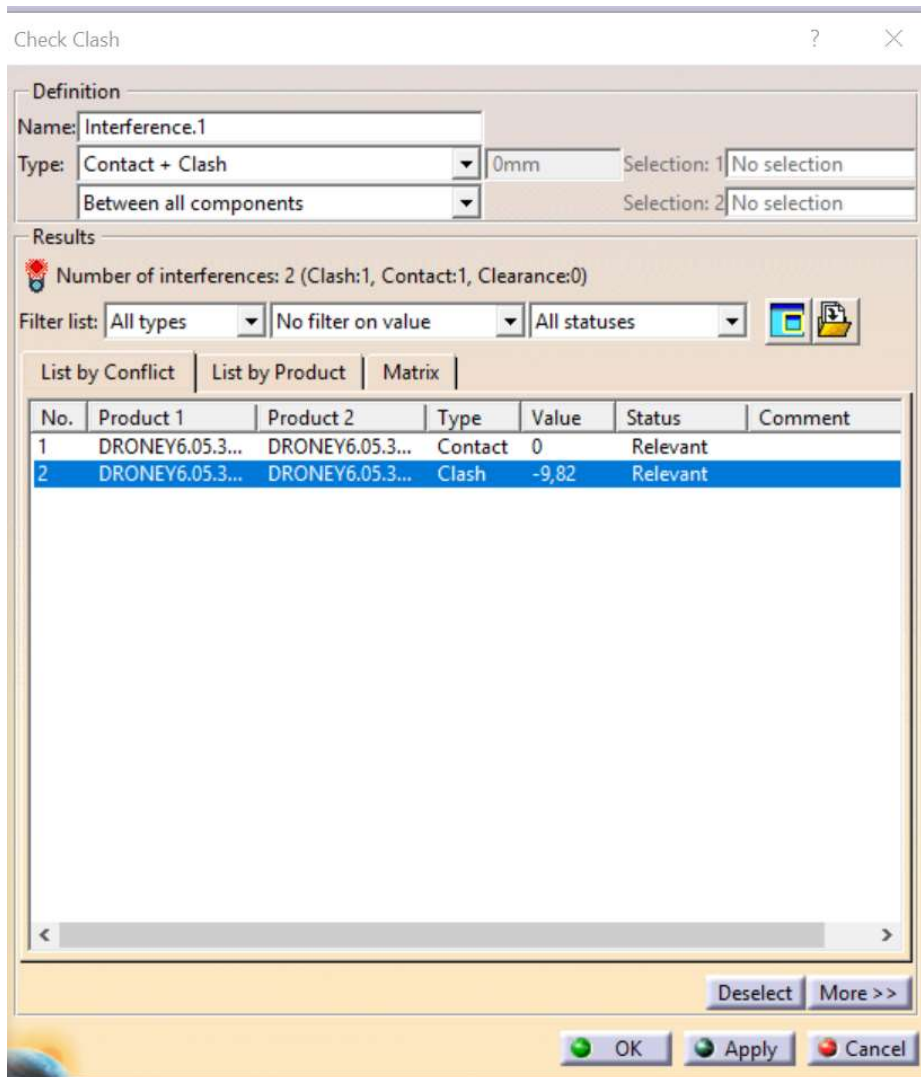 Check Clash ? ×
Definition
Name: Interference.1
Type: Contact + Clash 0mm Selection: 1 No selection
Between all components Selection: 2 No selection
Results
Number of interferences: 2 (Clash:1, Contact:1, Clearance:0)
Filter list: All types No filter on value All statuses
List by Conflict List by Product Matrix
No. Product 1 Product 2 Type Value Status Comment
1 DRONEY6.05.3... DRONEY6.05.3... Contact 0 Relevant
2 DRONEY6.05.3... DRONEY6.05.3... Clash -9,82 Relevant
< >
Deselect More >>
OK Apply Cancel